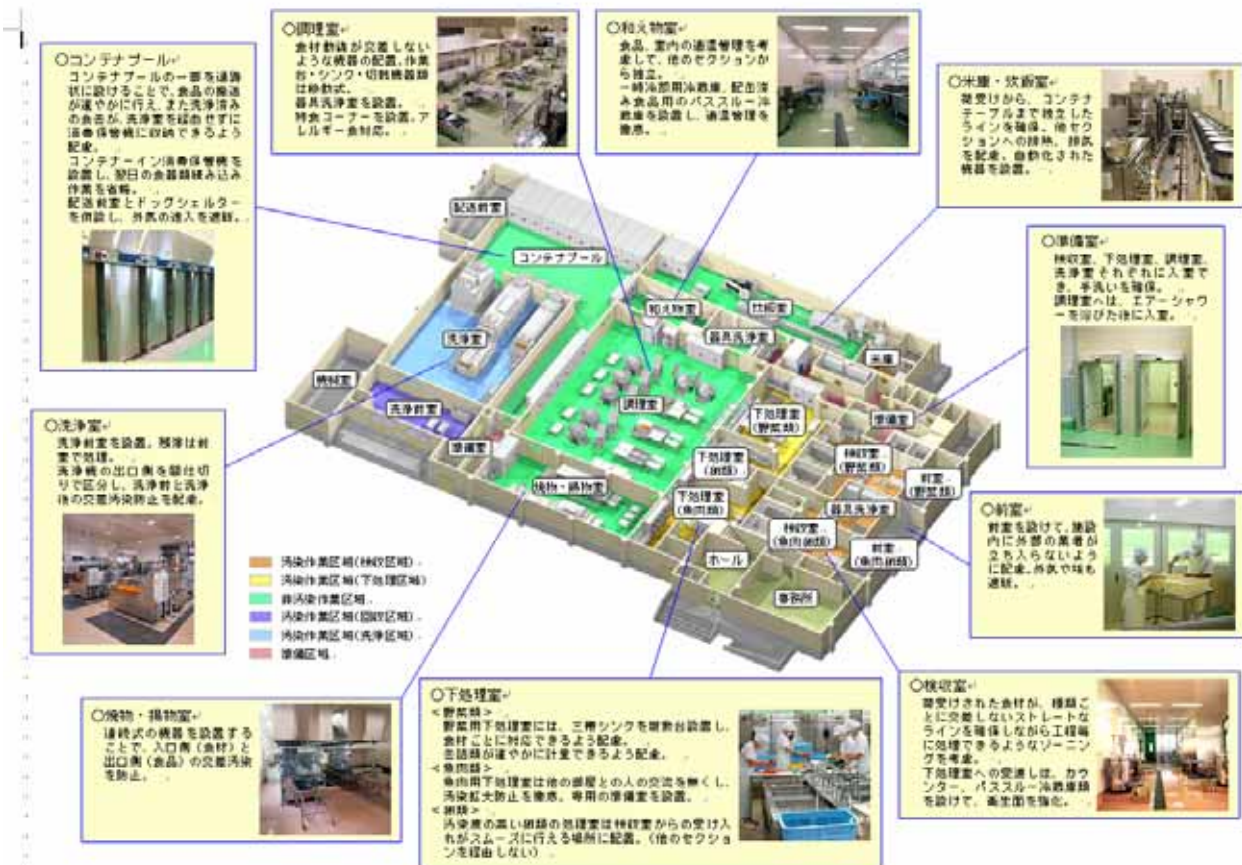 ○コンテナプール
コンテナプールの一部を通路
状に設けることで、食品の搬送
が速やかに行え、また洗浄済み
の食缶が、洗浄室を経由せずに
消毒保管機に収納できるよう
配慮。
コンテナーイン消毒保管機を
設置し、翌日の食器類積み込み
作業を省略。
配送前室とドックシェルター
を併設し、外気の進入を遮断。
○調理室
食材動線が交差しない
ような機器の配置。作業
台・シンク・切截機器類
は移動式。
器具洗浄室を設置。
特食コーナーを設置、ア
レルギー食対応。
○和え物室
食品、室内の適温管理を考
慮して、他のセクションか
ら独立。
一時冷却用冷蔵庫、配缶済
み食品用のパススルー冷
蔵庫を設置し、適温管理を
徹底。
○米庫・炊飯室
荷受けから、コンテナ
テーブルまで独立した
ラインを確保、他セク
ションへの排熱、排気
を配慮、自動化された
機器を設置。
○準備室
検収室、下処理室、調理室、
洗浄室それぞれに入室で
き、手洗いを確保。
調理室へは、エアーシャワ
ーを浴びた後に入室。
○洗浄室
洗浄前室を設置。残滓は前
室で処理。
洗浄機の出口側を間仕切
りで区分し、洗浄前と洗浄
後の交差汚染防止を配慮。
○前室
前室を設けて、施設
内に外部の業者が
立ち入らないよう
に配慮。外気や埃も
遮断。
配送前室
コンテナプール
和え物室
炊飯室
器具洗浄室
米庫
洗浄室
機械室
洗浄前室
準備室
調理室
下処理室
(野菜類)
準備室
下処理室
(卵類)
検収室
(野菜類)
前室
(野菜類)
焼物・揚物室
下処理室
(魚肉類)
器具洗浄室
検収室
(魚肉卵類)
前室
(魚肉卵類)
ホール
事務所
汚染作業区域(検収区域)
汚染作業区域(下処理区域)
非汚染作業区域
汚染作業区域(回収区域)
汚染作業区域(洗浄区域)
準備区域
○焼物・揚物室
連続式の機器を設置する
ことで、入口側(食材)と
出口側(食品)の交差汚染
を防止。
○下処理室
<野菜類>
野菜用下処理室には、三槽シンクを複数台設置し、
食材ごとに対応できるよう配慮。
缶詰類が速やかに計量できるよう配慮。
<魚肉類>
魚肉用下処理室は他の部屋との人の交流を無くし、
汚染拡大防止を徹底。専用の準備室を設置。
<卵類>
汚染度の高い卵類の処理室は検収室からの受け入
れがスムーズに行える場所に配置。(他のセクショ
ンを経由しない)
○検収室
荷受けされた食材が、種類ご
とに交差しないストレートな
ラインを確保しながら工程毎
に処理できるようなゾーニン
グを考慮。
下処理室への受渡しは、カウ
ンター、パススルー冷蔵庫類
を設けて、衛生面を強化。